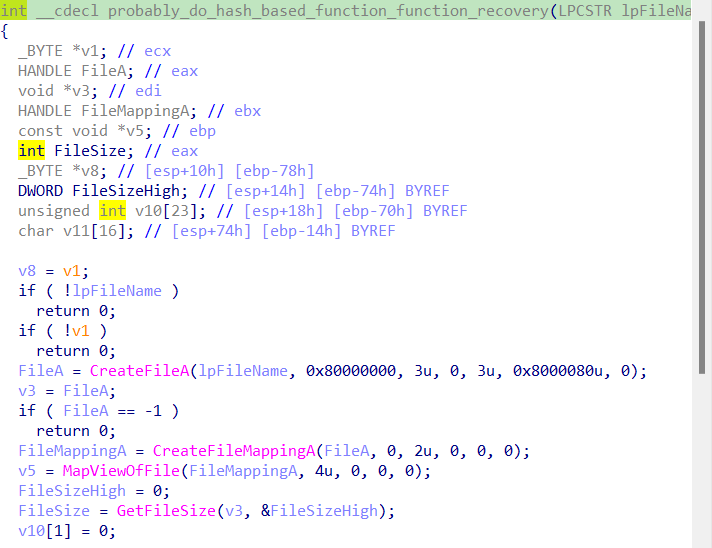 int __cdecl probably_do_hash_based_function_function_recovery(LPCSTR lpFileNa
{
_BYTE *v1; // ecx
HANDLE FileA; // eax
void *v3; // edi
HANDLE FileMappingA; // ebx
const void *v5; // ebp
int FileSize; // eax
_BYTE *v8; // [esp+10h] [ebp-78h]
DWORD FileSizeHigh; // [esp+14h] [ebp-74h] BYREF
unsigned int v10[23]; // [esp+18h] [ebp-70h] BYREF
char v11[16]; // [esp+74h] [ebp-14h] BYREF
v8 = v1;
if ( !lpFileName )
return 0;
if ( !v1 )
return 0;
FileA = CreateFileA(lpFileName, 0x80000000, 3u, 0, 3u, 0x8000080u, 0);
v3 = FileA;
if ( FileA == -1 )
return 0;
FileMappingA = CreateFileMappingA(FileA, 0, 2u, 0, 0, 0);
v5 = MapViewOfFile(FileMappingA, 4u, 0, 0, 0);
FileSizeHigh = 0;
FileSize = GetFileSize(v3, &FileSizeHigh);
v10[1] = 0;